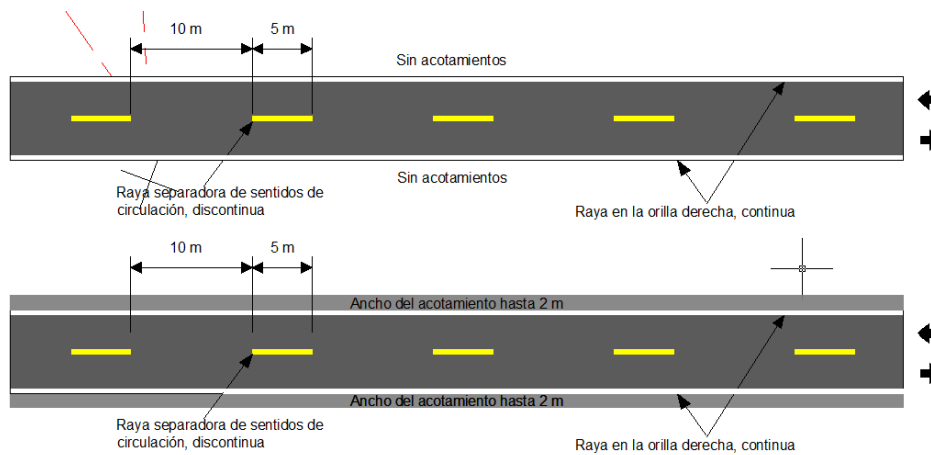 10 m
5 m
Sin acotamientos
Sin acotamientos
Raya separadora de sentidos de
circulación, discontinua
Raya en la orilla derecha, continua
10 m
5 m
Ancho del acotamiento hasta 2 m
Ancho del acotamiento hasta 2 m
Raya separadora de sentidos de
circulación, discontinua
Raya en la orilla derecha, continua